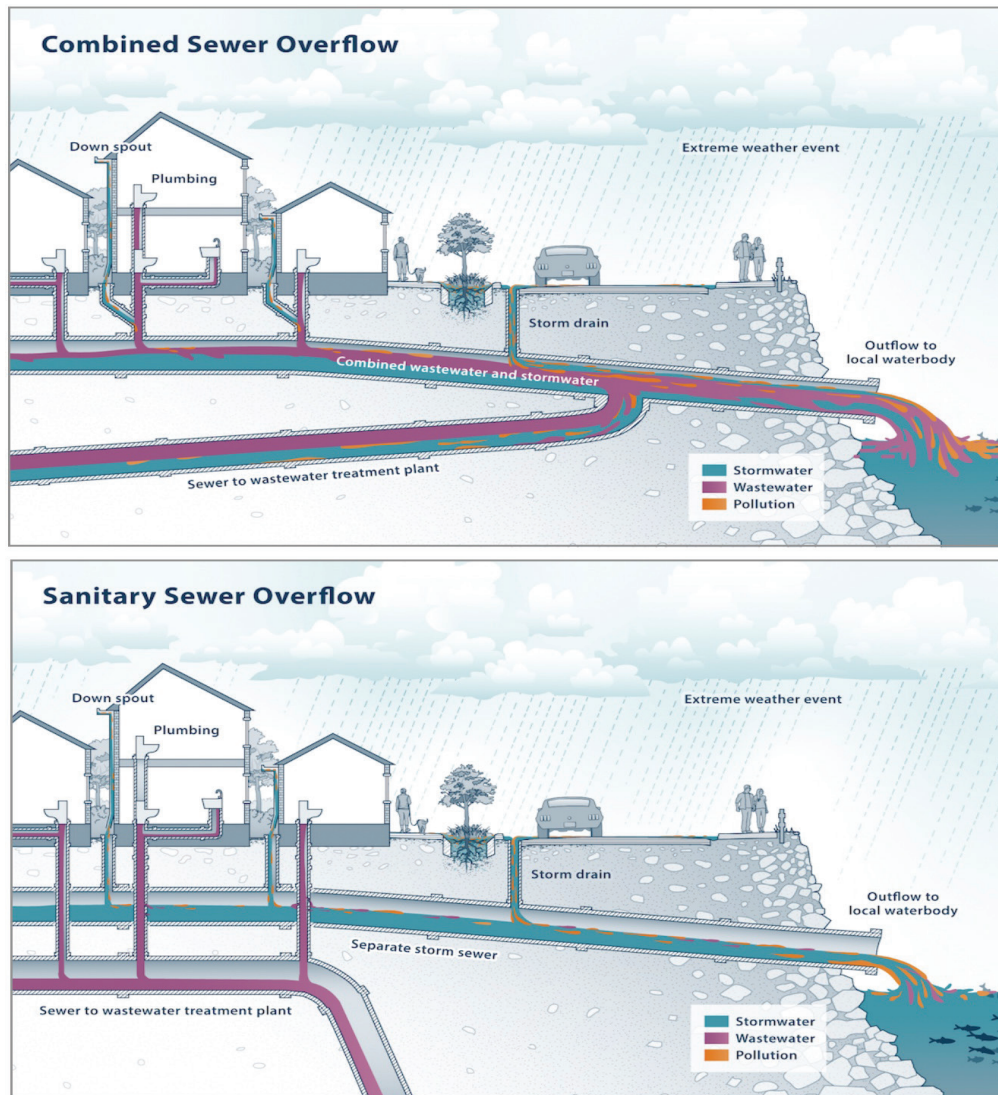 Combined Sewer Overflow
Down spout
Plumbing
Extreme weather event
Storm drain
Outflow to
local waterbody
Combined wastewater and stormwater
Sewer to wastewater treatment plant
Stormwater
Wastewater
Pollution
Sanitary Sewer Overflow
Down spout
Plumbing
Extreme weather event
Storm drain
Outflow to
local waterbody
Separate storm sewer
Sewer to wastewater treatment plant
Stormwater
Wastewater
Pollution